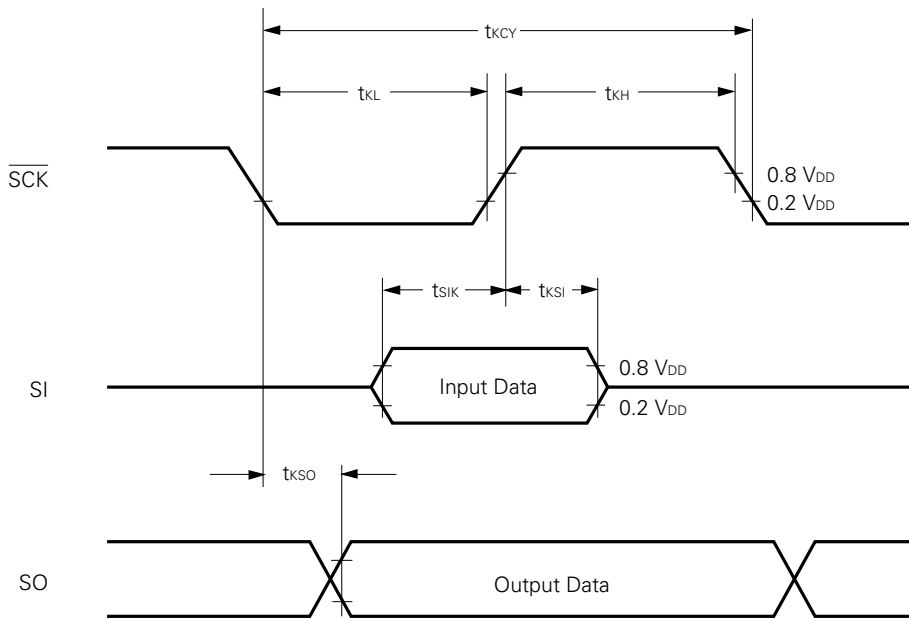 tKCY
tKL
tKH
SCK
0.8 VDD
0.2 VDD
tSIK
tKSI
SI
Input Data
0.8 VDD
0.2 VDD
tKSO
SO
Output Data